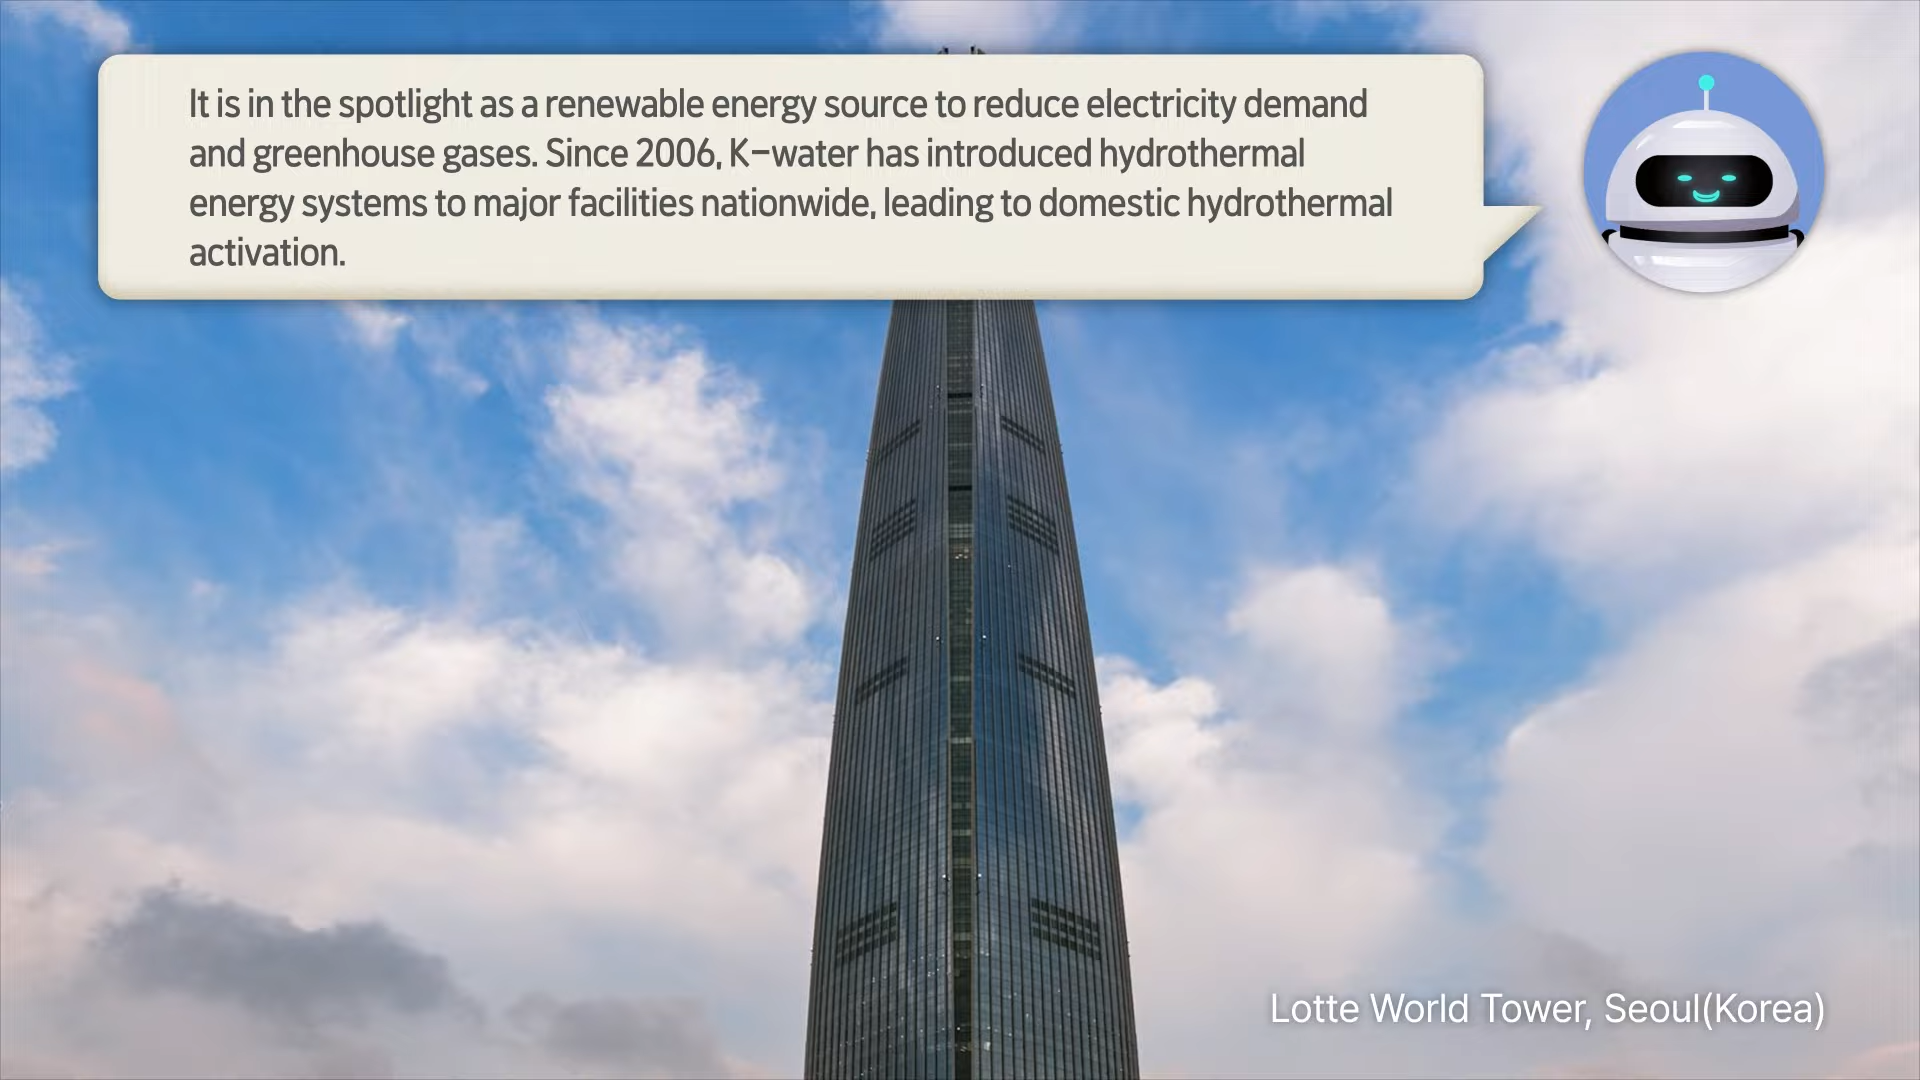 It is in the spotlight as a renewable energy source to reduce electricity demand
and greenhouse gases. Since 2006, K-water has introduced hydrothermal
energy systems to major facilities nationwide, leading to domestic hydrothermal
activation.
Lotte World Tower, Seoul(Korea)